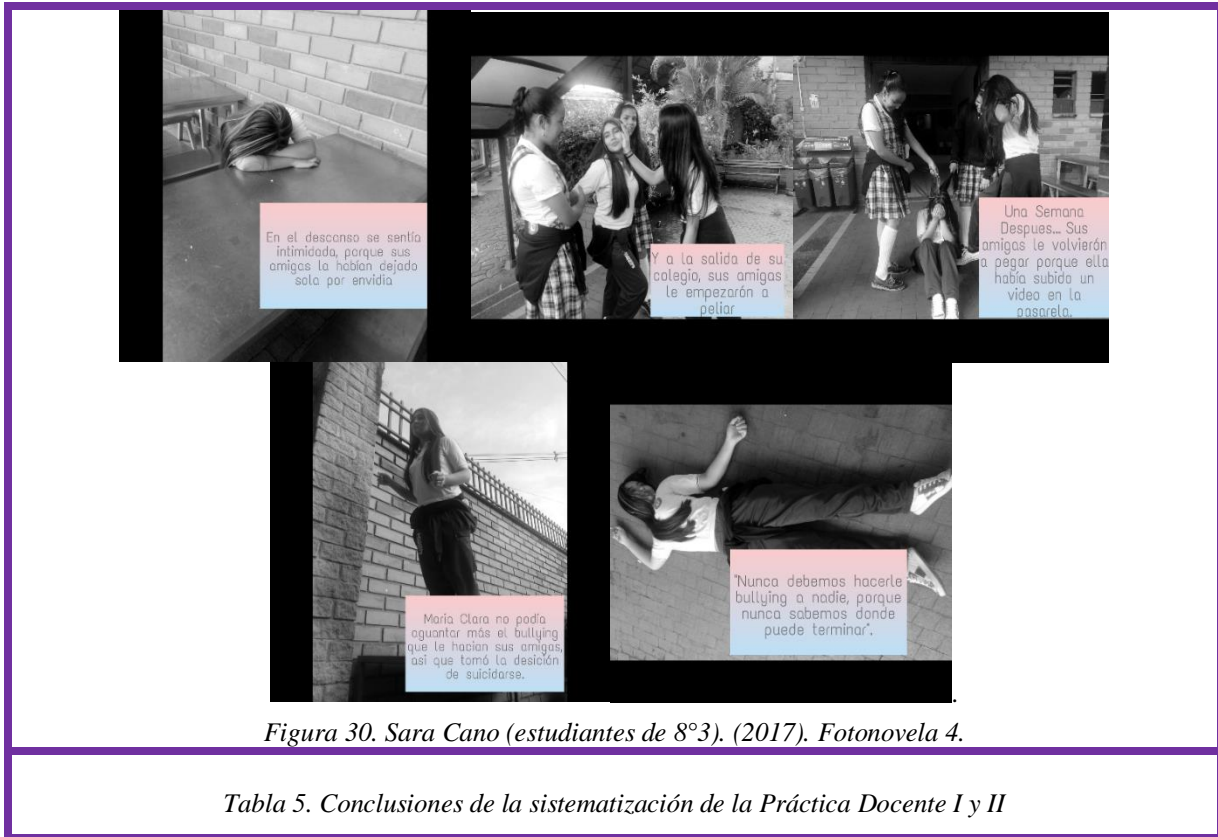 En el descanso se sentía
intimidada, porque sus
amigas la habían dejado
sola por envidia
Y a la salida de su
colegio, sus amigas
le empezarón a
peliar
Una Semana
Despues... Sus
amigas le volvierón
a pegar porque ella
había subido un
video en la
pasarela.
Maria Clara no podía
aguantar más el bullying
que le hacian sus amigas,
asi que tomó la desición
de suicidarse.
"Nunca debemos hacerle
bullying a nadie, porque
nunca sabemos donde
puede terminar".
.
Figura 30. Sara Cano (estudiantes de 8°3). (2017). Fotonovela 4.
Tabla 5. Conclusiones de la sistematización de la Práctica Docente I y II